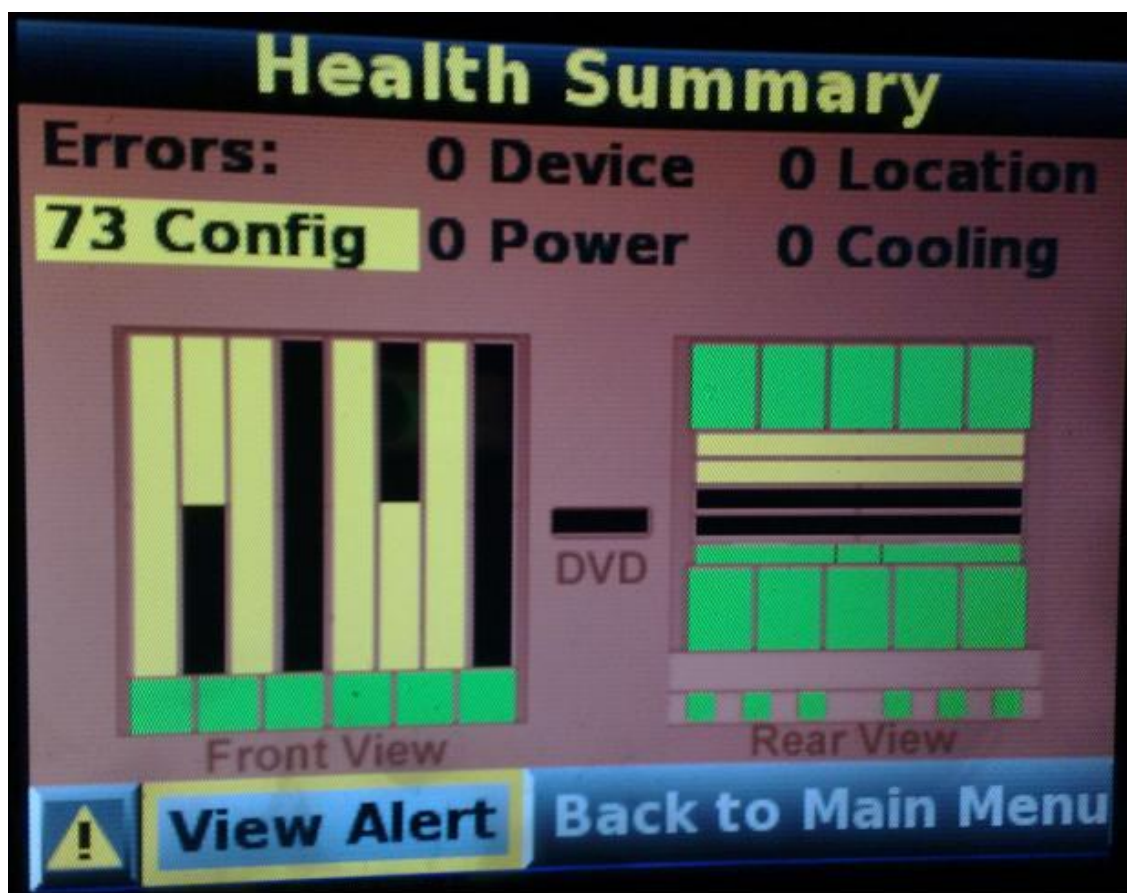 Health Summary
Errors: 0 Device 0 Location
73 Config 0 Power 0 Cooling
DVD
Front View Rear View
View Alert Back to Main Menu